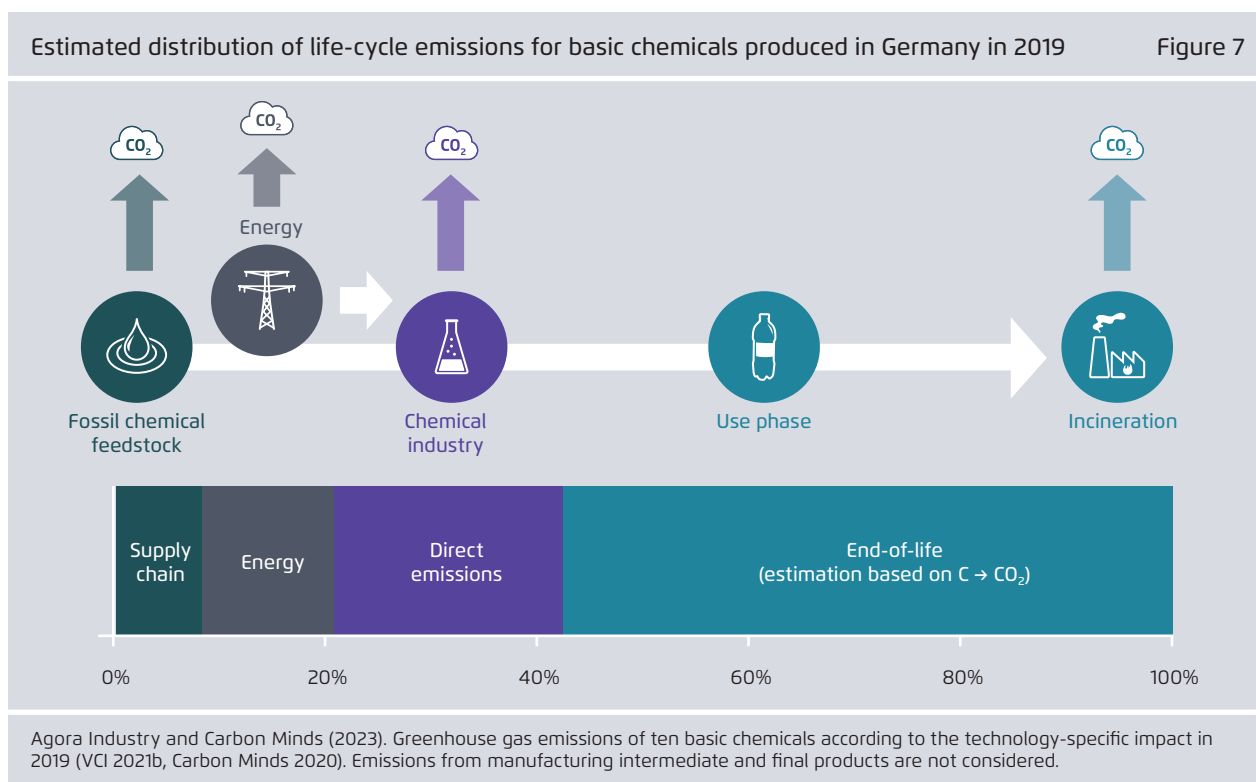 Estimated distribution of life-cycle emissions for basic chemicals produced in Germany in 2019
Figure 7
CO₂
CO₂
CO₂
CO₂
Energy
Fossil chemical
feedstock
Chemical
industry
Use phase
Incineration
Supply
chain
Energy
Direct
emissions
End-of-life
(estimation based on C → CO₂)
0%
20%
40%
60%
80%
100%
Agora Industry and Carbon Minds (2023). Greenhouse gas emissions of ten basic chemicals according to the technology-specific impact in
2019 (VCI 2021b, Carbon Minds 2020). Emissions from manufacturing intermediate and final products are not considered.